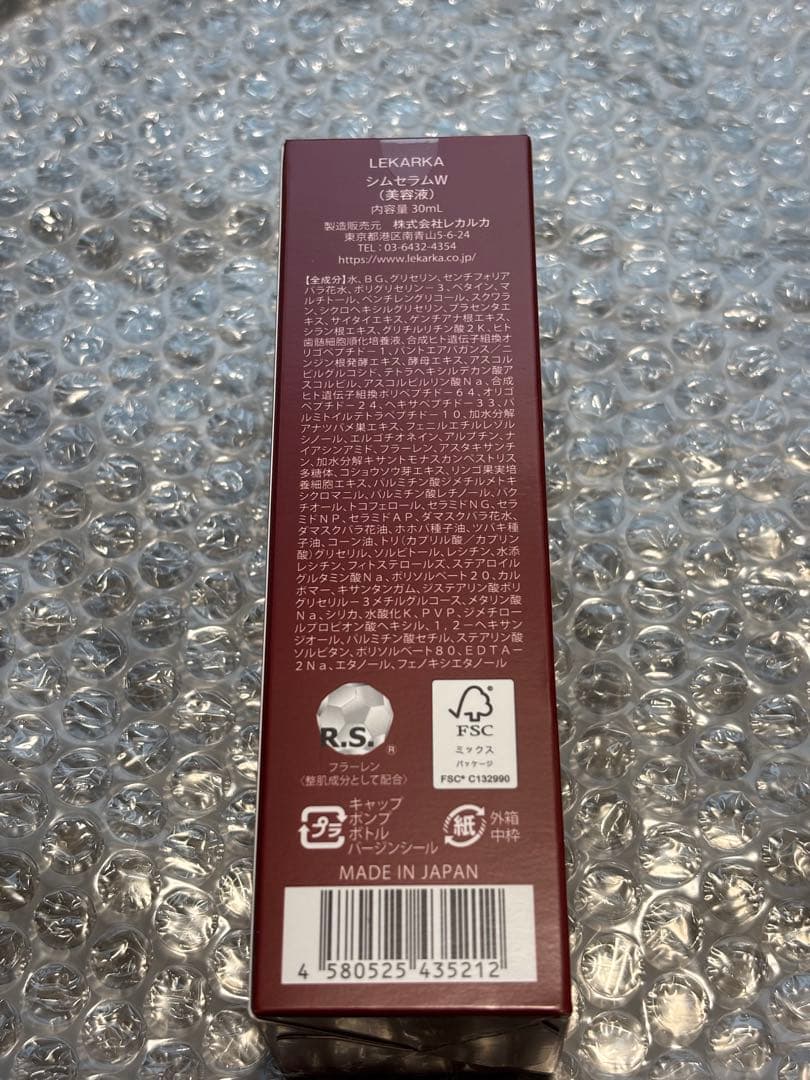 LEKARKA
シムセラムW
（美容液）
内容量 30mL
製造販売元 株式会社レカルカ
東京都港区南青山5-6-24
TEL：03-6432-4354
https://www.lekarka.co.jp/
【全成分】水、BG、グリセリン、センチフォリア
バラ花水、ポリグリセリン－3、ベタイン、マ
ルチトール、ペンチレングリコール、スクワラ
ン、シクロヘキシルグリセリン、プラセンタエ
キス、サイタイエキス、ゲンチアナ根エキス、
シラン根エキス、グリチルリチン酸2K、ヒト
歯髄細胞順化培養液、合成ヒト遺伝子組換オ
リゴペプチド－1、パントエアバガンス／ニ
ンジン根発酵エキス、酵母エキス、アスコル
ビルグルコシド、テトラヘキシルデカン酸
アスコルビル、アスコルビルリン酸Na、合成
ヒト遺伝子組換ポリペプチド－64、オリゴ
ペプチド－24、ヘキサペプチド－33、パ
ルミトイルテトラペプチド－10、加水分解
アナツバメ巣エキス、フェニルエチルレゾル
シノール、エルゴチオネイン、アルブチン、ナ
イアシンアミド、フラーレン、アスタキサンチ
ン、加水分解キサントモナスカンペストリス
多糖体、コショウソウ芽エキス、リンゴ果実培
養細胞エキス、パルミチン酸ジメチルメトキ
シクロマニル、パルミチン酸レチノール、バク
チオール、トコフェロール、セラミドNG、セラ
ミドNP、セラミドAP、ダマスクバラ花水、
ダマスクバラ花油、ホホバ種子油、ツバキ種
子油、コーン油、トリ（カプリル酸／カプリン
酸）グリセリル、ソルビトール、レシチン、水添
レシチン、フィトステロールズ、ステアロイル
グルタミン酸Na、ポリソルベート20、カル
ボマー、キサンタンガム、ジステアリン酸ポリ
グリセリル－3メチルグルコース、メタリン酸
Na、シリカ、水酸化K、PVP、ジメチロ
ールプロピオン酸ヘキシル、1，2－ヘキサン
ジオール、パルミチン酸セチル、ステアリン酸
ソルビタン、ポリソルベート80、EDTA－
2Na、エタノール、フェノキシエタノール
R.S.®
フラーレン
〈整肌成分として配合〉
FSC
ミックス
パッケージ
FSC® C132990
プラ
キャップ
ポンプ
ボトル
バージンシール
紙
外箱
中枠
MADE IN JAPAN
4 580525 435212